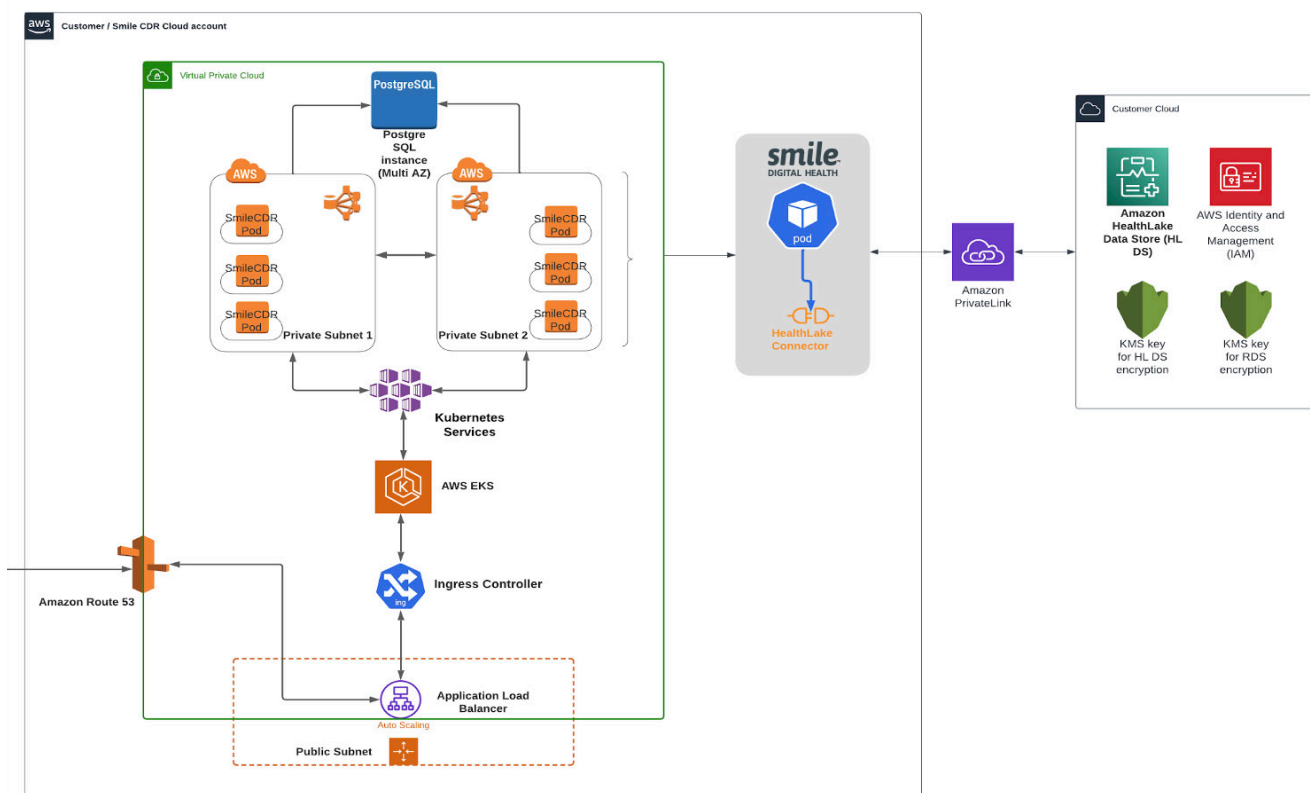 aws
Customer / Smile CDR Cloud account
Virtual Private Cloud
PostgreSQL
Postgre
SQL
instance
(Multi AZ)
AWS
SmileCDR
Pod
SmileCDR
Pod
SmileCDR
Pod
Private Subnet 1
AWS
SmileCDR
Pod
SmileCDR
Pod
SmileCDR
Pod
Private Subnet 2
Kubernetes
Services
AWS EKS
Ingress Controller
ing
Amazon Route 53
Application Load
Balancer
Auto Scaling
Public Subnet
smile
DIGITAL HEALTH
pod
HealthLake
Connector
Amazon
PrivateLink
Customer Cloud
Amazon
HealthLake
Data Store (HL
DS)
AWS Identity and
Access
Management
(IAM)
KMS key
for HL DS
encryption
KMS key
for RDS
encryption